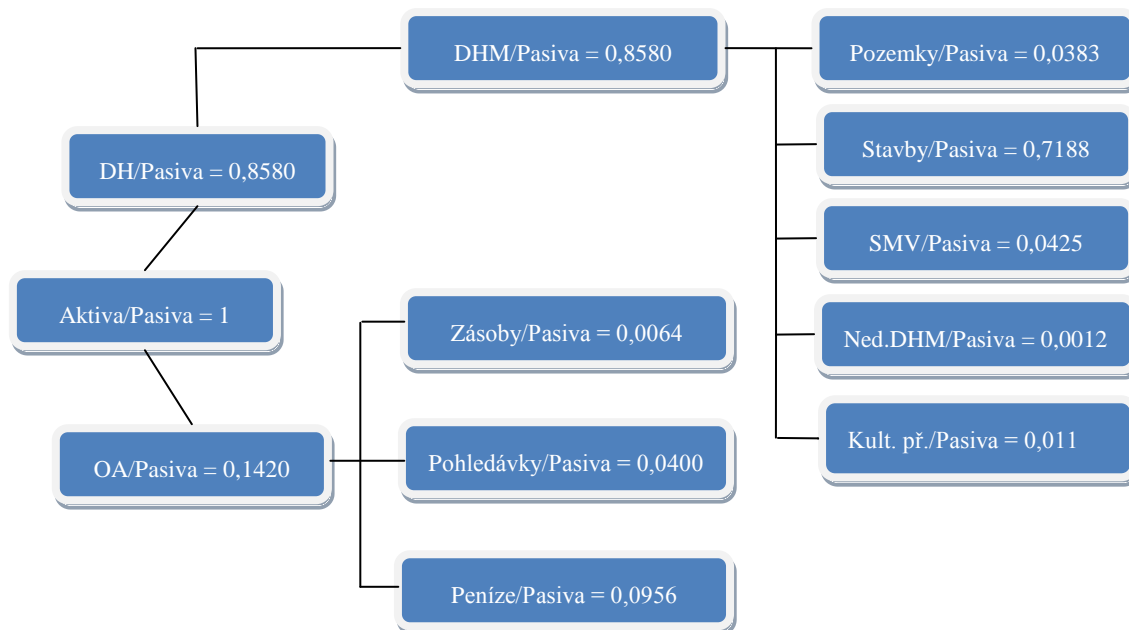 DHM/Pasiva = 0,8580
Pozemky/Pasiva = 0,0383
Stavby/Pasiva = 0,7188
DH/Pasiva = 0,8580
SMV/Pasiva = 0,0425
Aktiva/Pasiva = 1
Zásoby/Pasiva = 0,0064
Ned.DHM/Pasiva = 0,0012
Kult. př./Pasiva = 0,011
OA/Pasiva = 0,1420
Pohledávky/Pasiva = 0,0400
Peníze/Pasiva = 0,0956